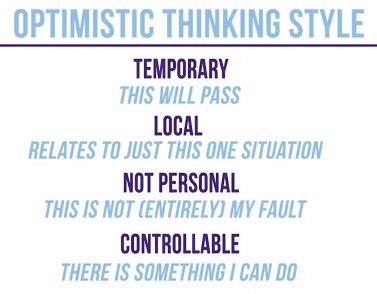 OPTIMISTIC THINKING STYLE
TEMPORARY
THIS WILL PASS
LOCAL
RELATES TO JUST THIS ONE SITUATION
NOT PERSONAL
THIS IS NOT (ENTIRELY) MY FAULT
CONTROLLABLE
THERE IS SOMETHING I CAN DO